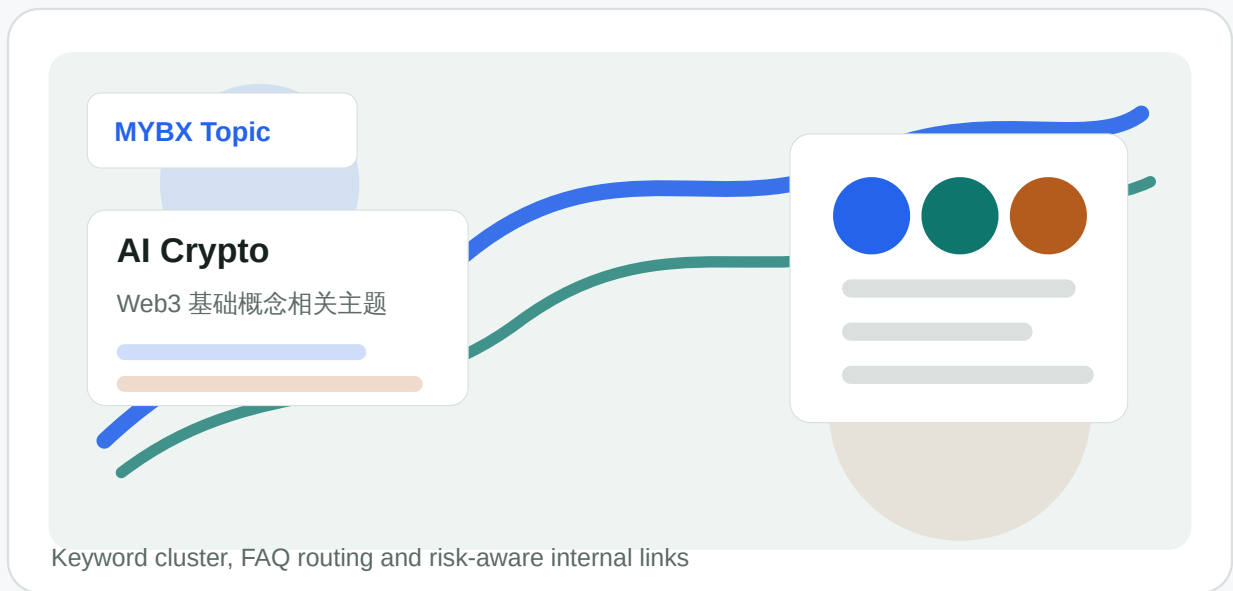 MYBX Topic
AI Crypto
Web3 基础概念相关主题
Keyword cluster, FAQ routing and risk-aware internal links